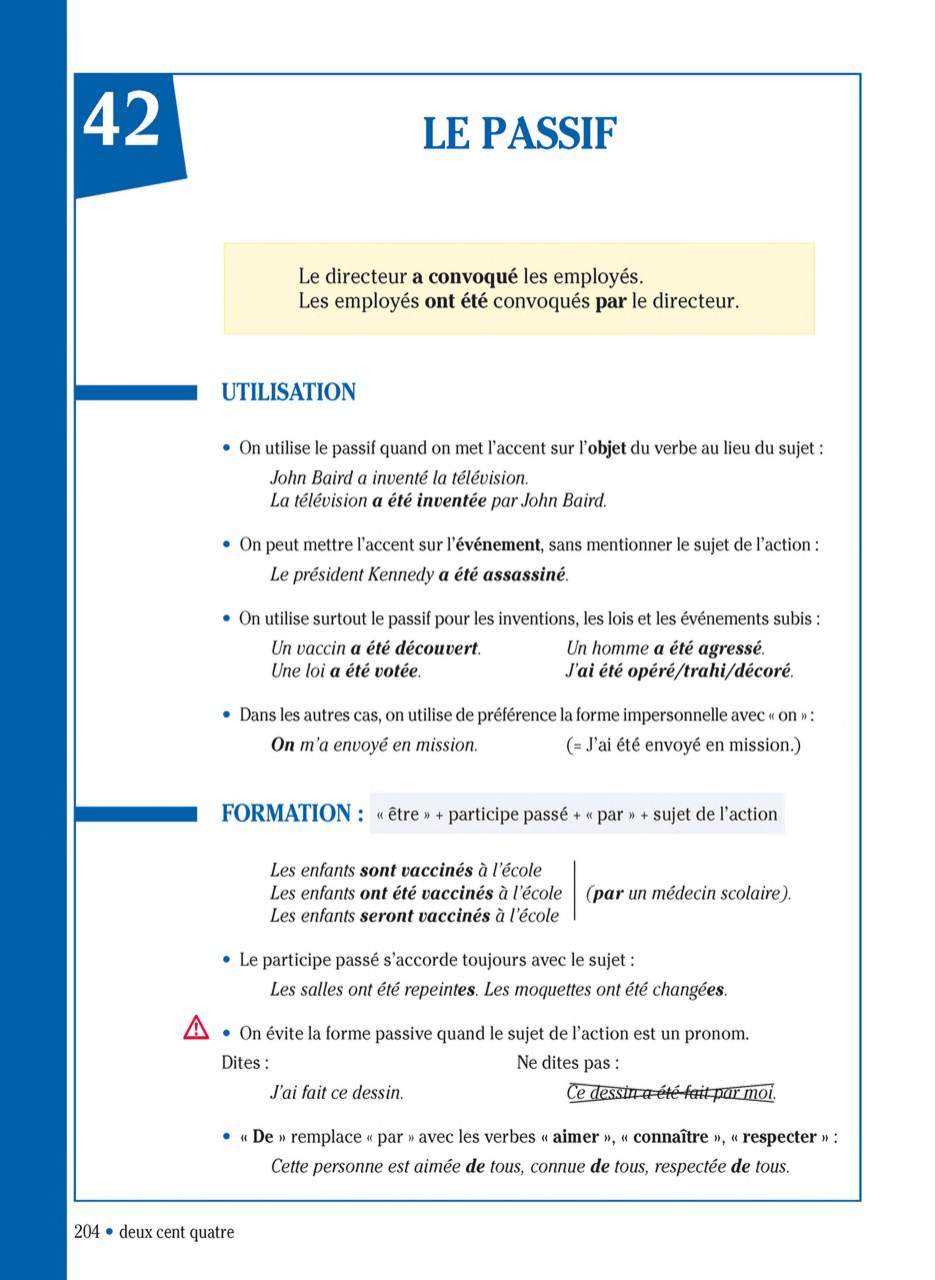 42
LE PASSIF
Le directeur a convoqué les employés.
Les employés ont été convoqués par le directeur.
UTILISATION
• On utilise le passif quand on met l'accent sur l'objet du verbe au lieu du sujet :
John Baird a inventé la télévision.
La télévision a été inventée par John Baird.
• On peut mettre l'accent sur l'événement, sans mentionner le sujet de l'action :
Le président Kennedy a été assassiné.
• On utilise surtout le passif pour les inventions, les lois et les événements subis :
Un vaccin a été découvert. Un homme a été agressé.
Une loi a été votée. J'ai été opéré/trahi/décoré.
• Dans les autres cas, on utilise de préférence la forme impersonnelle avec « on » :
On m'a envoyé en mission. (= J'ai été envoyé en mission.)
FORMATION : « être » + participe passé + « par » + sujet de l'action
Les enfants sont vaccinés à l'école
Les enfants ont été vaccinés à l'école (par un médecin scolaire).
Les enfants seront vaccinés à l'école
• Le participe passé s'accorde toujours avec le sujet :
Les salles ont été repeintes. Les moquettes ont été changées.
• On évite la forme passive quand le sujet de l'action est un pronom.
Dites : Ne dites pas :
J'ai fait ce dessin. Ce dessin a été fait par moi.
• « De » remplace « par » avec les verbes « aimer », « connaître », « respecter » :
Cette personne est aimée de tous, connue de tous, respectée de tous.
204 • deux cent quatre